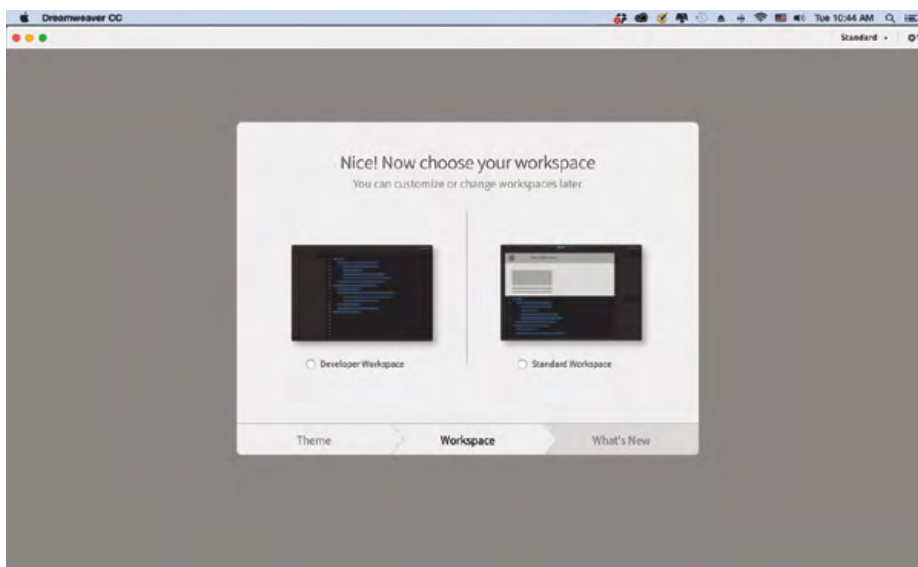 Dreamweaver CC
Tue 10:44 AM
Standard
Nice! Now choose your workspace
You can customize or change workspaces later
Developer Workspace
Standard Workspace
Theme
Workspace
What's New